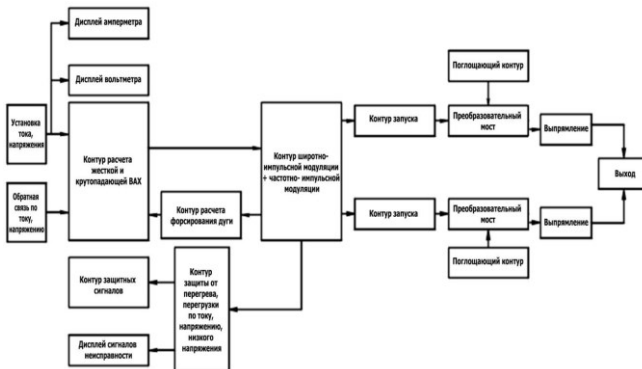 Дисплей амперметра
Дисплей вольтметра
Установка
тока,
напряжения
Обратная
связь по
току,
напряжению
Контур расчета
жесткой и
крутопадающей ВАХ
Контур расчета
форсирования дуги
Контур широтно-
импульсной модуляции
+ частотно- импульсной
модуляции
Контур запуска
Поглощающий контур
Преобразовательный
мост
Выпрямление
Выход
Контур запуска
Преобразовательный
мост
Выпрямление
Поглощающий контур
Контур защитных
сигналов
Контур
защиты от
перегрева,
перегрузки
по току,
напряжению,
низкого
напряжения
Дисплей сигналов
неисправности